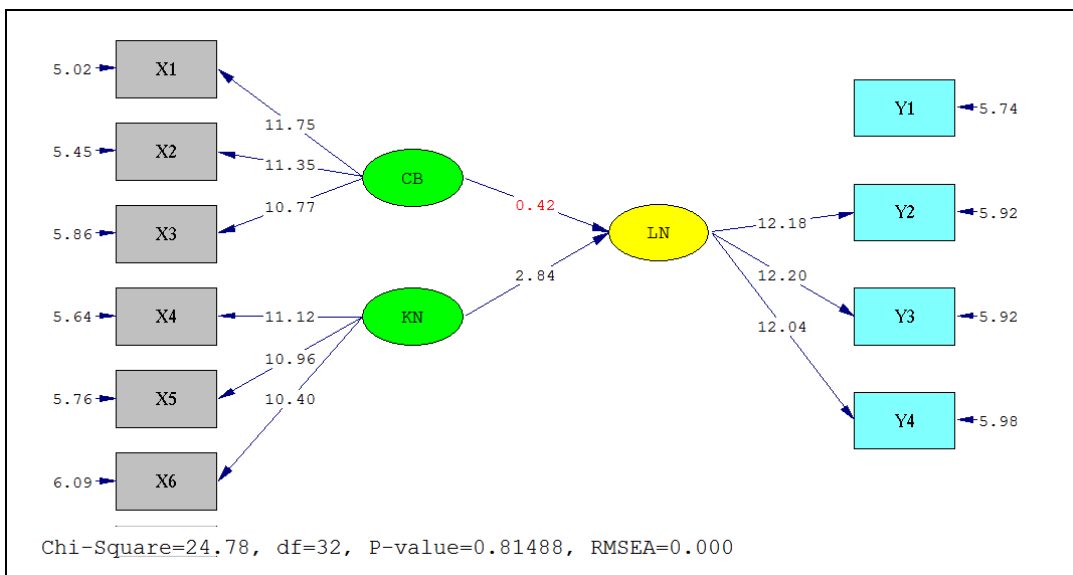 5.02 X1
11.75
5.45 X2
11.35
CB
5.86 X3
10.77
0.42
LN
2.84
5.64 X4
11.12
KN
10.96
5.76 X5
10.40
6.09 X6
Y1 5.74
12.18
Y2 5.92
12.20
Y3 5.92
12.04
Y4 5.98
Chi-Square=24.78, df=32, P-value=0.81488, RMSEA=0.000